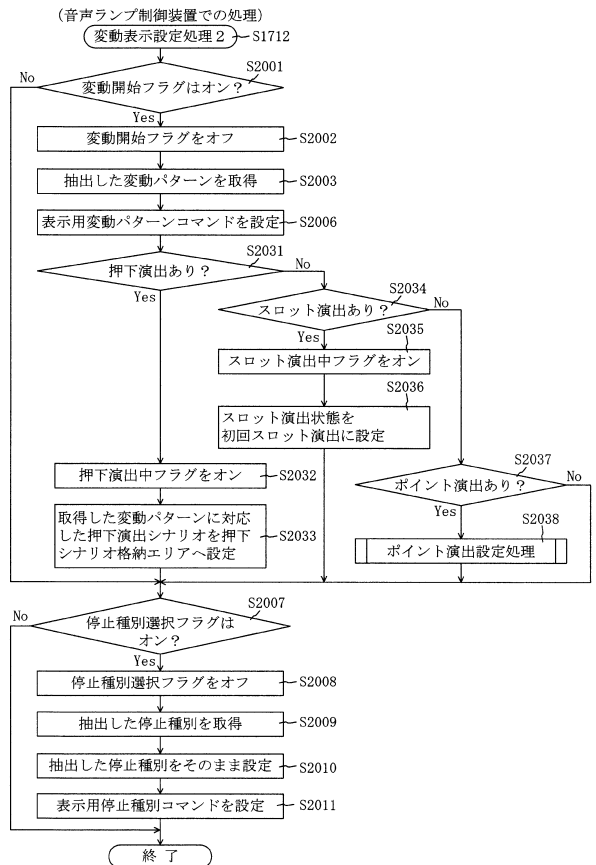 (音声ランプ制御装置での処理)
変動表示設定処理2
S1712
S2001
変動開始フラグはオン?
No
Yes
変動開始フラグをオフ
S2002
抽出した変動パターンを取得
S2003
表示用変動パターンコマンドを設定
S2006
S2031
押下演出あり?
No
Yes
S2034
スロット演出あり?
No
Yes
S2035
スロット演出中フラグをオン
S2036
スロット演出状態を
初回スロット演出に設定
押下演出中フラグをオン
S2032
S2037
ポイント演出あり?
No
Yes
取得した変動パターンに対応
した押下演出シナリオを押下
シナリオ格納エリアへ設定
S2033
S2038
ポイント演出設定処理
S2007
停止種別選択フラグは
オン?
No
Yes
停止種別選択フラグをオフ
S2008
抽出した停止種別を取得
S2009
抽出した停止種別をそのまま設定
S2010
表示用停止種別コマンドを設定
S2011
終了